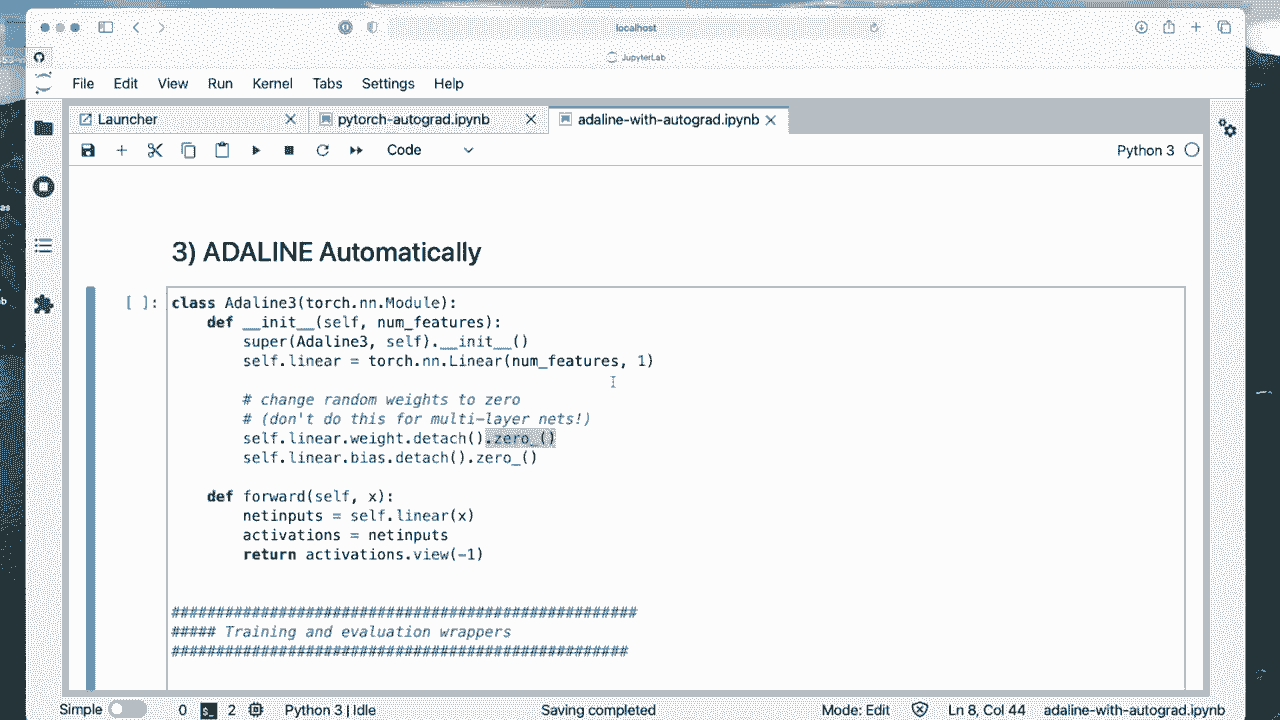 localhost
JupyterLab
File Edit View Run Kernel Tabs Settings Help
Launcher pytorch-autograd.ipynb adaline-with-autograd.ipynb
Code Python 3
3) ADALINE Automatically
[ ]: class Adaline3(torch.nn.Module):
def __init__(self, num_features):
super(Adaline3, self).__init__()
self.linear = torch.nn.Linear(num_features, 1)
# change random weights to zero
# (don't do this for multi-layer nets!)
self.linear.weight.detach().zero_()
self.linear.bias.detach().zero_()
def forward(self, x):
netinputs = self.linear(x)
activations = netinputs
return activations.view(-1)
####################################################
##### Training and evaluation wrappers
###################################################
Simple 0 2 Python 3 | Idle Saving completed Mode: Edit Ln 8, Col 44 adaline-with-autograd.ipynb